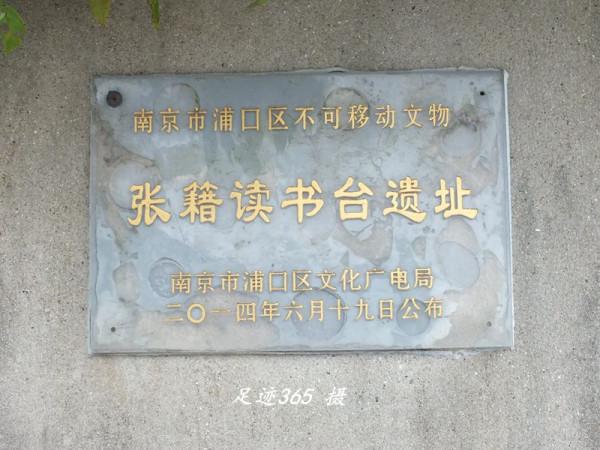 南京市浦口区不可移动文物
张籍读书台遗址
南京市浦口区文化广电局
二〇一四年六月十九日公布
足迹365 摄